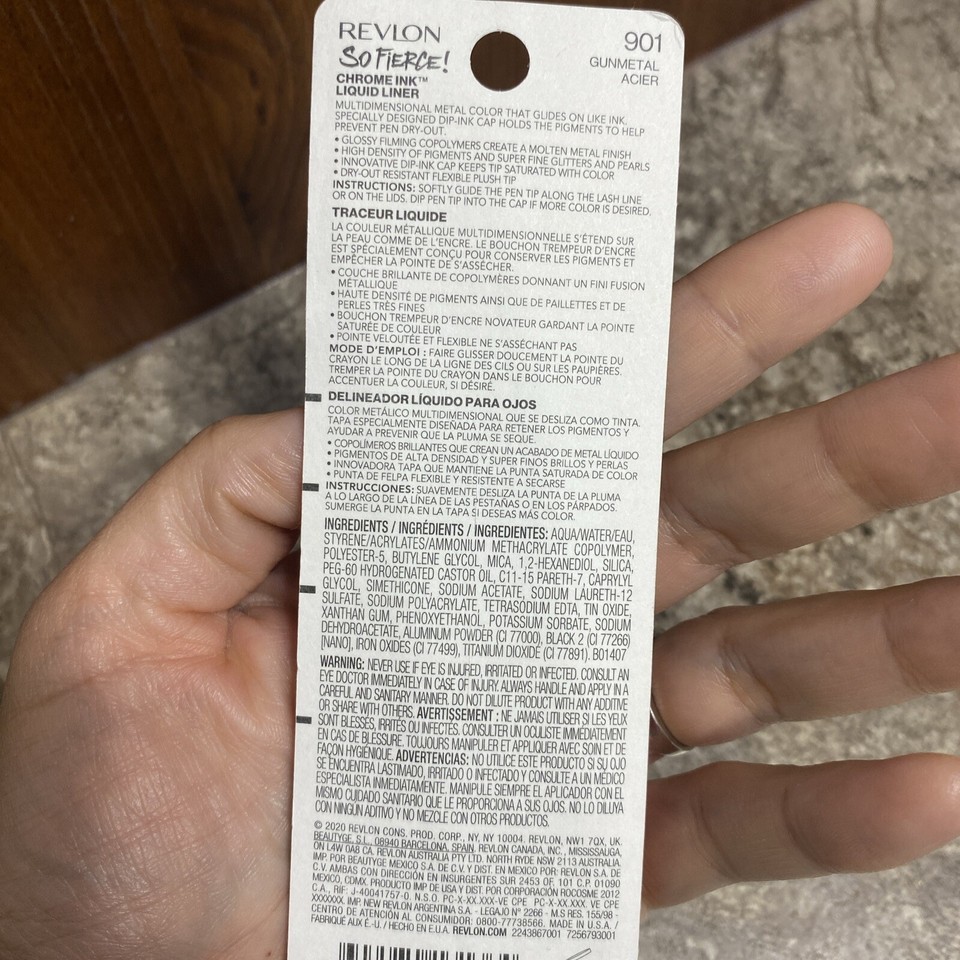 REVLON
SO FIERCE!
901
GUNMETAL
ACIER
CHROME INK™
LIQUID LINER
MULTIDIMENSIONAL METAL COLOR THAT GLIDES ON LIKE INK.
SPECIALLY DESIGNED DIP-INK CAP HOLDS THE PIGMENTS TO HELP
PREVENT PEN DRY-OUT.
• GLOSSY FILMING COPOLYMERS CREATE A MOLTEN METAL FINISH
• HIGH DENSITY OF PIGMENTS AND SUPER FINE GLITTERS AND PEARLS
• INNOVATIVE DIP-INK CAP KEEPS TIP SATURATED WITH COLOR
• DRY-OUT RESISTANT FLEXIBLE PLUSH TIP
INSTRUCTIONS: SOFTLY GLIDE THE PEN TIP ALONG THE LASH LINE
OR ON THE LIDS. DIP PEN TIP INTO THE CAP IF MORE COLOR IS DESIRED.
TRACEUR LIQUIDE
LA COULEUR MÉTALLIQUE MULTIDIMENSIONNELLE S'ÉTEND SUR
LA PEAU COMME DE L'ENCRE. LE BOUCHON TREMPEUR D'ENCRE
EST SPÉCIALEMENT CONÇU POUR CONSERVER LES PIGMENTS ET
EMPÊCHER LA POINTE DE S'ASSÉCHER.
• COUCHE BRILLANTE DE COPOLYMÈRES DONNANT UN FINI FUSION
MÉTALLIQUE
• HAUTE DENSITÉ DE PIGMENTS AINSI QUE DE PAILLETTES ET DE
PERLES TRÈS FINES
• BOUCHON TREMPEUR D'ENCRE NOVATEUR GARDANT LA POINTE
SATURÉE DE COULEUR
• POINTE VELOUTÉE ET FLEXIBLE NE S'ASSÉCHANT PAS
MODE D'EMPLOI : FAIRE GLISSER DOUCEMENT LA POINTE DU
CRAYON LE LONG DE LA LIGNE DES CILS OU SUR LES PAUPIÈRES.
TREMPER LA POINTE DU CRAYON DANS LE BOUCHON POUR
ACCENTUER LA COULEUR, SI DÉSIRÉ.
DELINEADOR LÍQUIDO PARA OJOS
COLOR METÁLICO MULTIDIMENSIONAL QUE SE DESLIZA COMO TINTA.
TAPA ESPECIALMENTE DISEÑADA PARA RETENER LOS PIGMENTOS Y
AYUDAR A PREVENIR QUE LA PLUMA SE SEQUE.
• COPOLÍMEROS BRILLANTES QUE CREAN UN ACABADO DE METAL LÍQUIDO
• PIGMENTOS DE ALTA DENSIDAD Y SUPER FINOS BRILLOS Y PERLAS
• INNOVADORA TAPA QUE MANTIENE LA PUNTA SATURADA DE COLOR
• PUNTA DE FELPA FLEXIBLE Y RESISTENTE A SECARSE
INSTRUCCIONES: SUAVEMENTE DESLIZA LA PUNTA DE LA PLUMA
A LO LARGO DE LA LÍNEA DE LAS PESTAÑAS O EN LOS PÁRPADOS.
SUMERGE LA PUNTA EN LA TAPA SI DESEAS MÁS COLOR.
INGREDIENTS / INGRÉDIENTS / INGREDIENTES: AQUA/WATER/EAU,
STYRENE/ACRYLATES/AMMONIUM METHACRYLATE COPOLYMER,
POLYESTER-5, BUTYLENE GLYCOL, MICA, 1,2-HEXANEDIOL, SILICA,
PEG-60 HYDROGENATED CASTOR OIL, C11-15 PARETH-7, CAPRYLYL
GLYCOL, SIMETHICONE, SODIUM ACETATE, SODIUM LAURETH-12
SULFATE, SODIUM POLYACRYLATE, TETRASODIUM EDTA, TIN OXIDE,
XANTHAN GUM, PHENOXYETHANOL, POTASSIUM SORBATE, SODIUM
DEHYDROACETATE, ALUMINUM POWDER (CI 77000), BLACK 2 (CI 77266)
[NANO], IRON OXIDES (CI 77499), TITANIUM DIOXIDE (CI 77891). B01407
WARNING: NEVER USE IF EYE IS INJURED, IRRITATED OR INFECTED. CONSULT AN
EYE DOCTOR IMMEDIATELY IN CASE OF INJURY. ALWAYS HANDLE AND APPLY IN A
CAREFUL AND SANITARY MANNER. DO NOT DILUTE PRODUCT WITH ANY ADDITIVE
OR SHARE WITH OTHERS. AVERTISSEMENT : NE JAMAIS UTILISER SI LES YEUX
SONT BLESSÉS, IRRITÉS OU INFECTÉS. CONSULTER UN OCULISTE IMMÉDIATEMENT
EN CAS DE BLESSURE. TOUJOURS MANIPULER ET APPLIQUER AVEC SOIN ET DE
FAÇON HYGIÉNIQUE. ADVERTENCIAS: NO UTILICE ESTE PRODUCTO SI SU OJO
SE ENCUENTRA LASTIMADO, IRRITADO O INFECTADO Y CONSULTE A UN MÉDICO
ESPECIALISTA INMEDIATAMENTE. MANIPULE SIEMPRE EL APLICADOR CON EL
MISMO CUIDADO SANITARIO QUE LE PROPORCIONA A SUS OJOS. NO LO DILUYA
CON NINGUN ADITIVO Y NO MEZCLE CON OTROS PRODUCTOS.
© 2020 REVLON CONS. PROD. CORP., NY, NY 10004. REVLON, NW1 7QX, UK.
BEAUTYGE, S.L., 08940 BARCELONA, SPAIN. REVLON CANADA, INC., MISSISSAUGA,
ON L4W 0A8 CA. REVLON AUSTRALIA PTY LTD. NORTH RYDE NSW 2113 AUSTRALIA.
IMP. POR BEAUTYGE MEXICO S.A. DE C.V. DIST. EN MEXICO POR: REVLON S.A. DE
C.V. AMBAS CON DIRECCIÓN EN INSURGENTES SUR 2453 OF. 101 C.P. 01090
MEXICO, CDMX. PRODUCTO IMP DE USA Y DIST. POR CORPORACIÓN ROCOSME 2012
C.A., RIF: J-40041757-0. N.S.O. PC-X-XX.XXX-VE CPE PC-X-XX.XXX. VE CPE
XXXXXXX. IMP. NEW REVLON ARGENTINA S.A. - LEGAJO N° 2266 - M.S RES. 155/98 -
CENTRO DE ATENCIÓN AL CONSUMIDOR: 0800-77738566. MADE IN U.S.A. /
FABRIQUÉ AUX É.-U. / HECHO EN E.U.A. REVLON.COM 2243867001 7256793001